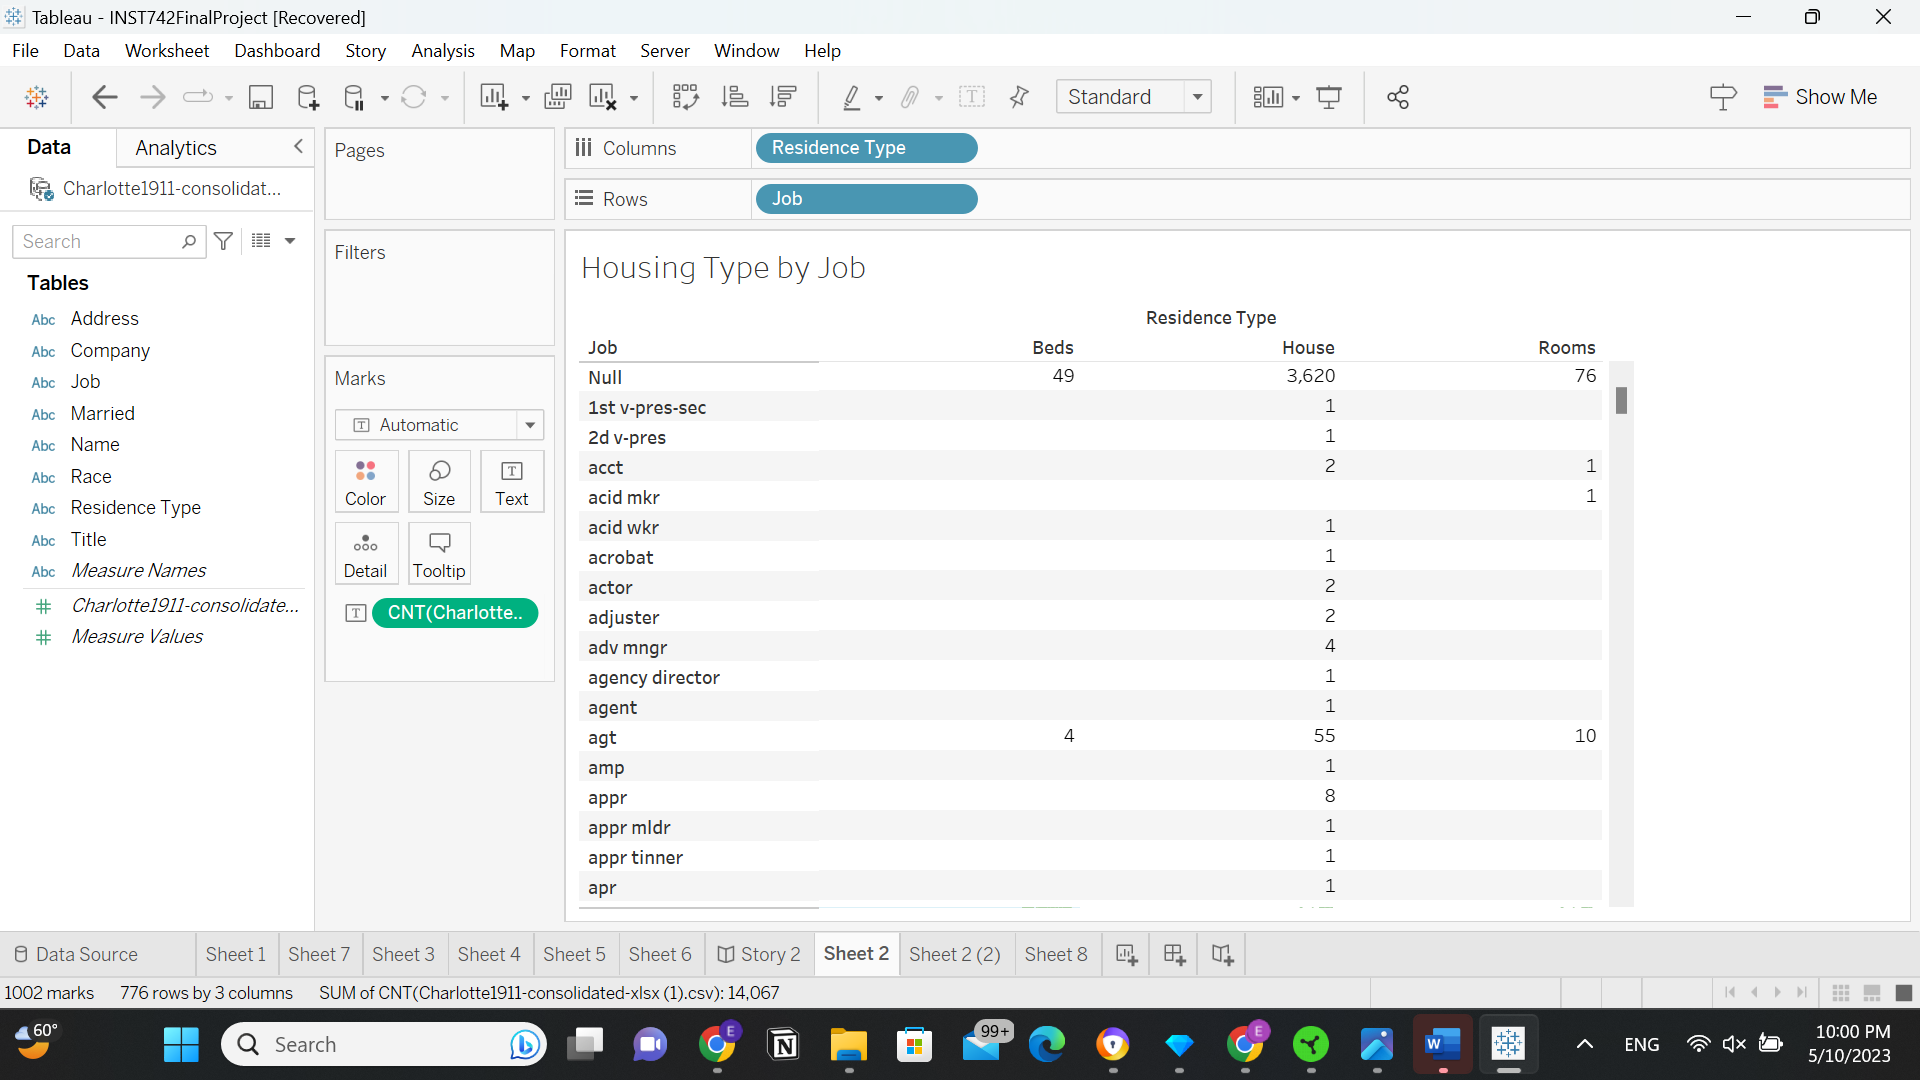 Tableau - INST742FinalProject [Recovered]
File Data Worksheet Dashboard Story Analysis Map Format Server Window Help
Standard
Show Me
Data Analytics
Charlotte1911-consolidat...
Search
Tables
Abc Address
Abc Company
Abc Job
Abc Married
Abc Name
Abc Race
Abc Residence Type
Abc Title
Abc Measure Names
Charlotte1911-consolidate...
Measure Values
Pages
Filters
Marks
T Automatic
Color Size T Text
Detail Tooltip
T CNT(Charlotte..
Columns Residence Type
Rows Job
Housing Type by Job
Residence Type
Job Beds House Rooms
Null 49 3,620 76
1st v-pres-sec 1
2d v-pres 1
acct 2 1
acid mkr 1
acid wkr 1
acrobat 1
actor 2
adjuster 2
adv mngr 4
agency director 1
agent 1
agt 4 55 10
amp 1
appr 8
appr mldr 1
appr tinner 1
apr 1
Data Source Sheet 1 Sheet 7 Sheet 3 Sheet 4 Sheet 5 Sheet 6 Story 2 Sheet 2 Sheet 2 (2) Sheet 8
1002 marks 776 rows by 3 columns SUM of CNT(Charlotte1911-consolidated-xlsx (1).csv): 14,067
60° Search E 99+ E W ENG 10:00 PM
5/10/2023